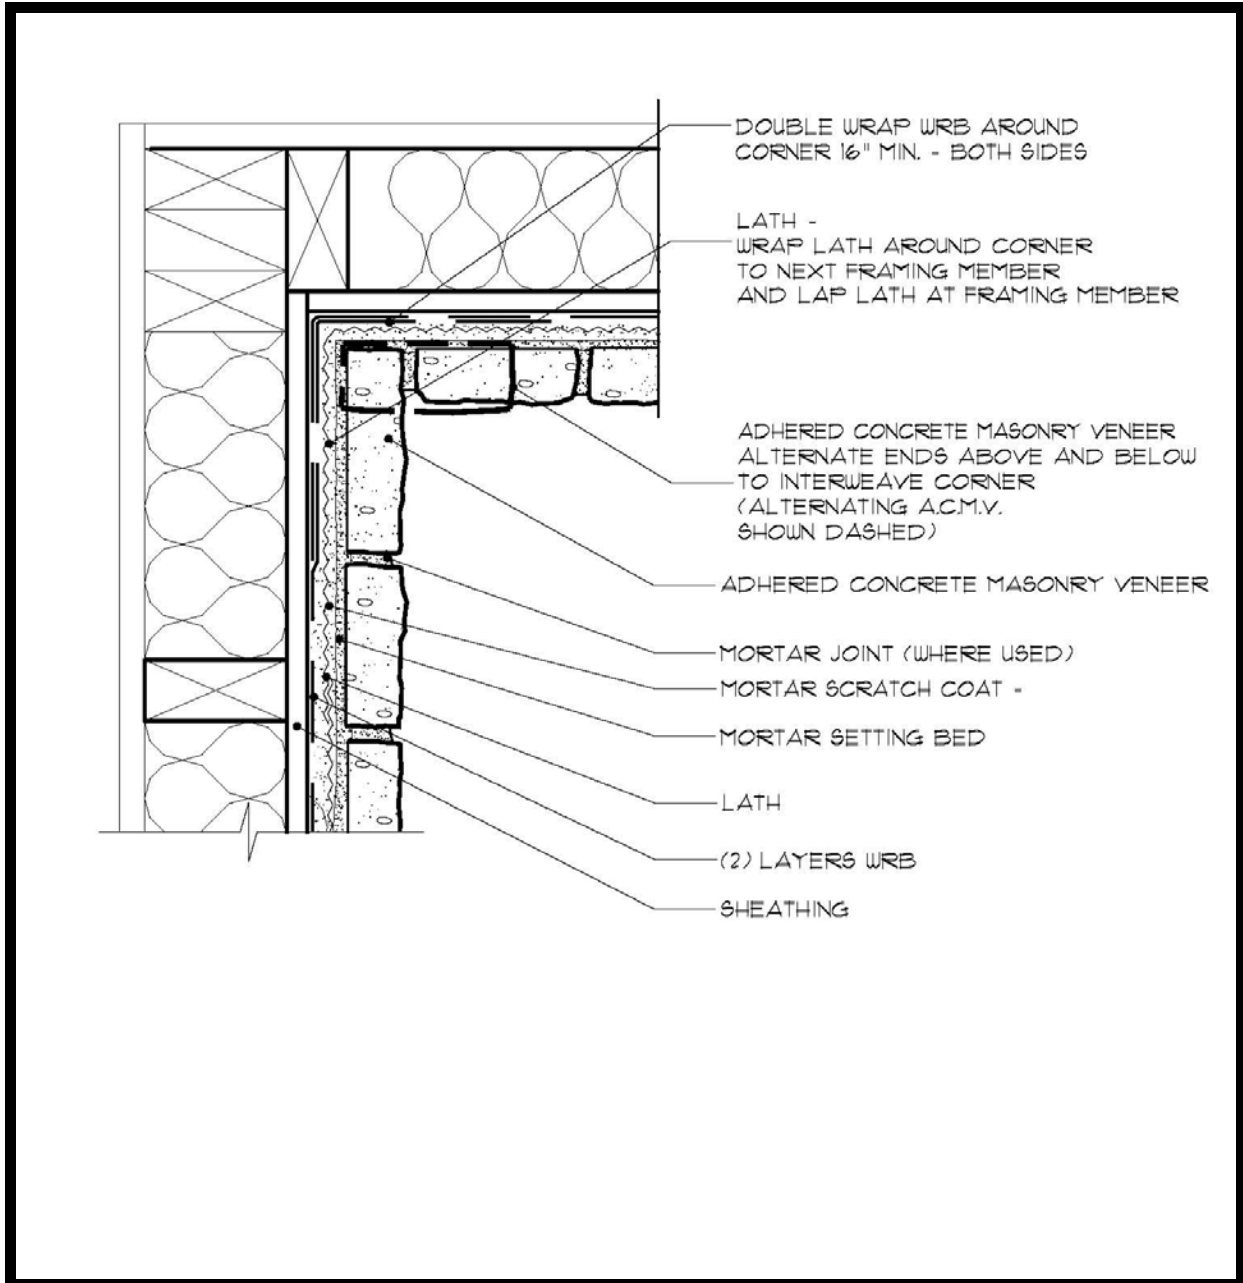 DOUBLE WRAP WRB AROUND
CORNER 16" MIN. - BOTH SIDES
LATH -
WRAP LATH AROUND CORNER
TO NEXT FRAMING MEMBER
AND LAP LATH AT FRAMING MEMBER
ADHERED CONCRETE MASONRY VENEER
ALTERNATE ENDS ABOVE AND BELOW
TO INTERWEAVE CORNER
(ALTERNATING A.C.M.V.
SHOWN DASHED)
ADHERED CONCRETE MASONRY VENEER
MORTAR JOINT (WHERE USED)
MORTAR SCRATCH COAT -
MORTAR SETTING BED
LATH
(2) LAYERS WRB
SHEATHING